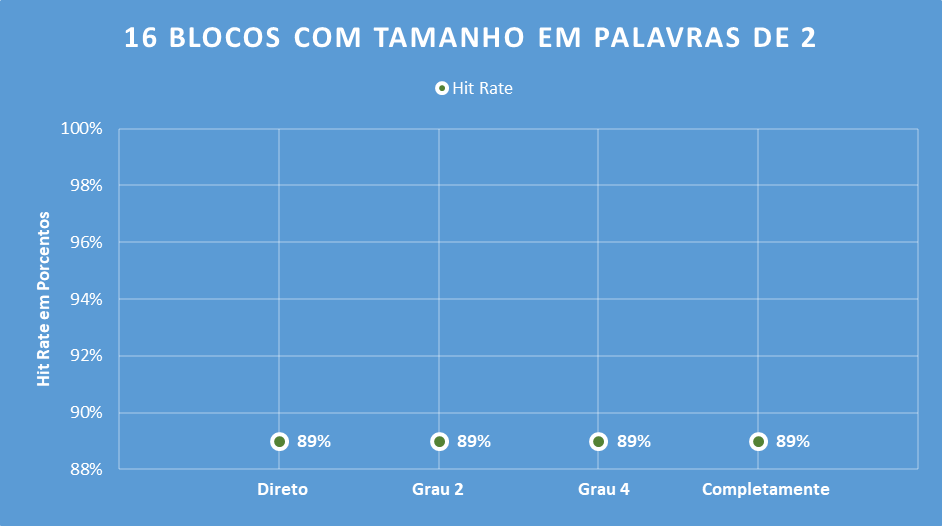 16 BLOCOS COM TAMANHO EM PALAVRAS DE 2
Hit Rate
Hit Rate em Porcentos
100%
98%
96%
94%
92%
90%
88%
89% 89% 89% 89%
Direto Grau 2 Grau 4 Completamente